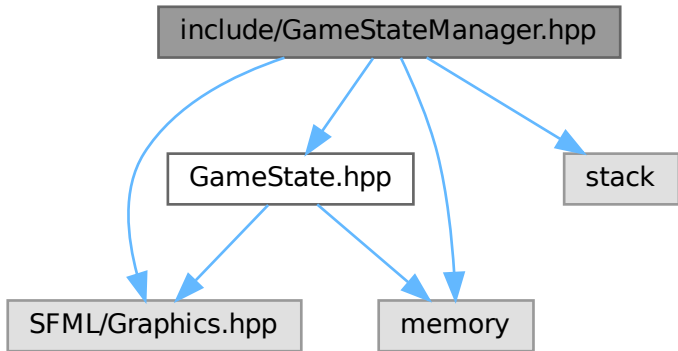 include/GameStateManager.hpp
GameState.hpp
stack
SFML/Graphics.hpp
memory